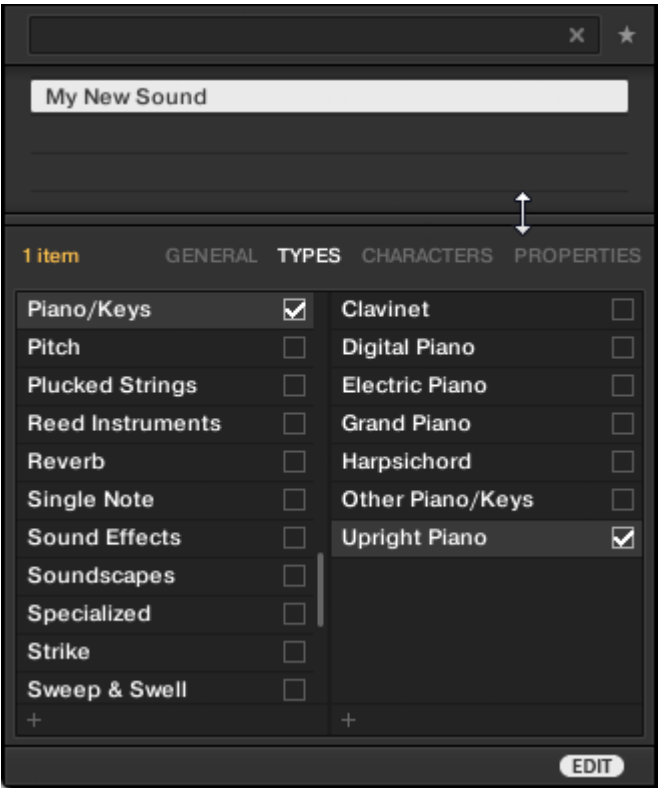 My New Sound
1 item GENERAL TYPES CHARACTERS PROPERTIES
Piano/Keys Clavinet
Pitch Digital Piano
Plucked Strings Electric Piano
Reed Instruments Grand Piano
Reverb Harpsichord
Single Note Other Piano/Keys
Sound Effects Upright Piano
Soundscapes
Specialized
Strike
Sweep & Swell
+ +
EDIT